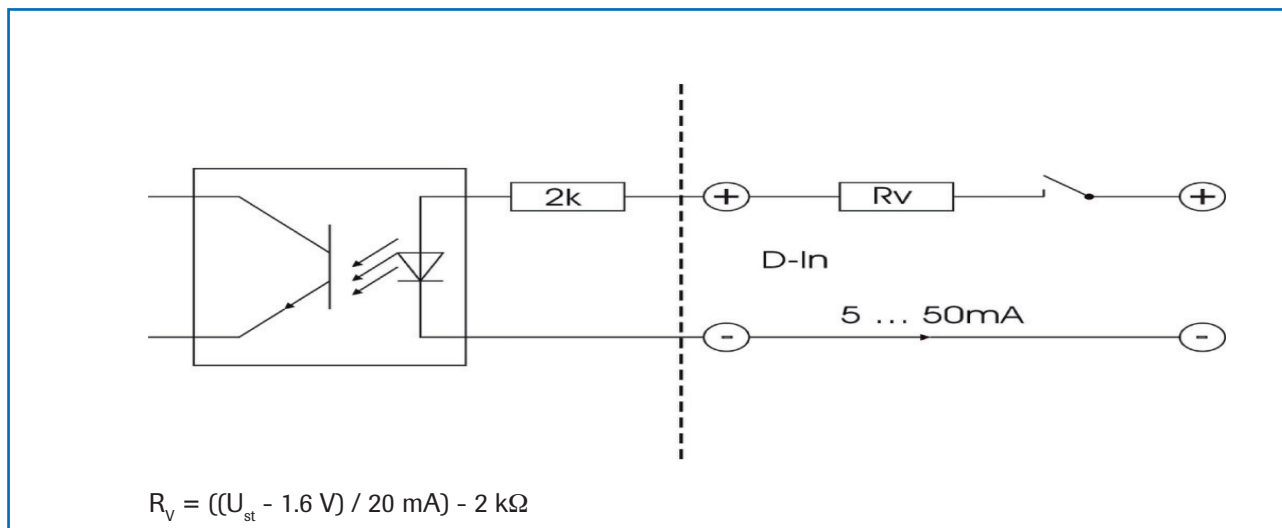 2k
+
Rv
+
D-In
5 ... 50mA
-
-
R_V = ((U_st - 1.6 V) / 20 mA) - 2 kΩ